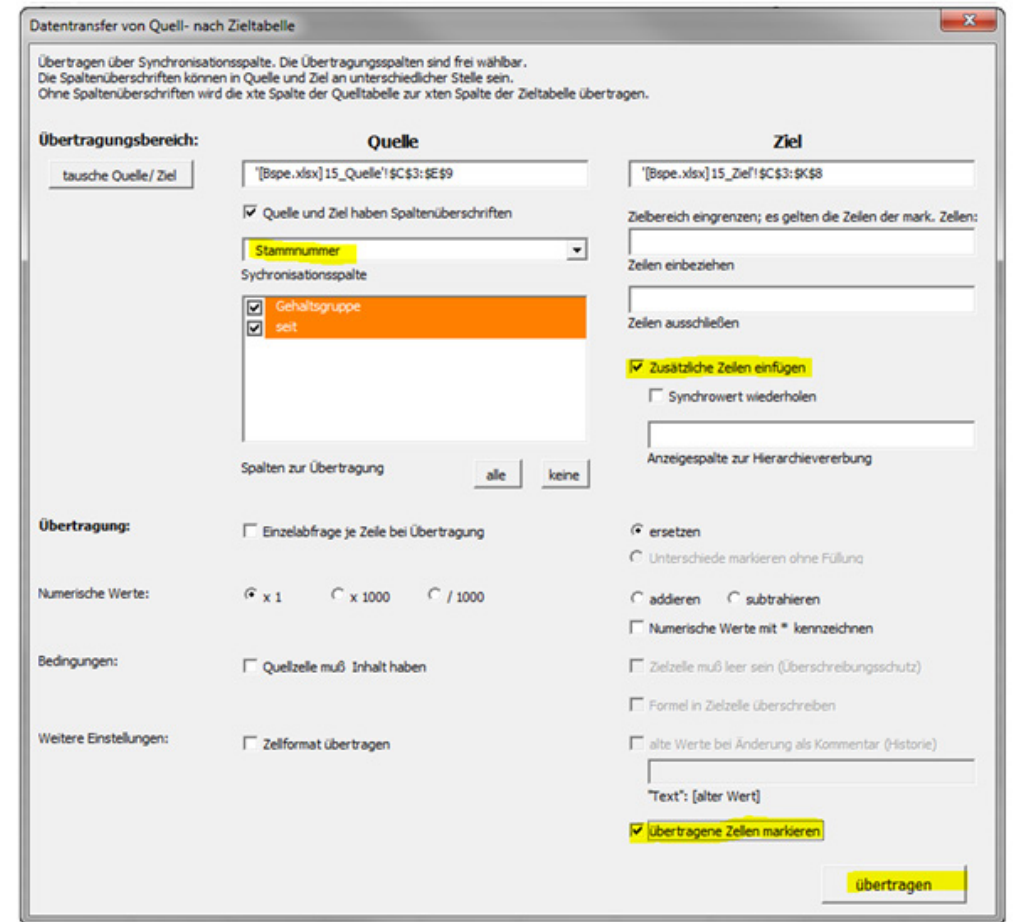 Datentransfer von Quell- nach Zieltabelle
Übertragen über Synchronisationsspalte. Die Übertragungsspalten sind frei wählbar.
Die Spaltenüberschriften können in Quelle und Ziel an unterschiedlicher Stelle sein.
Ohne Spaltenüberschriften wird die xte Spalte der Quelltabelle zur xten Spalte der Zieltabelle übertragen.
Übertragungsbereich: Quelle Ziel
tausche Quelle/ Ziel '[Bspe.xlsx]15_Quelle'!$C$3:$E$9 '[Bspe.xlsx]15_Ziel'!$C$3:$K$8
Quelle und Ziel haben Spaltenüberschriften Zielbereich eingrenzen; es gelten die Zeilen der mark. Zellen:
Stammnummer
Sychronisationsspalte Zeilen einbeziehen
Gehaltsgruppe
seit Zeilen ausschließen
Zusätzliche Zeilen einfügen
Synchrowert wiederholen
Anzeigespalte zur Hierarchievererbung
Spalten zur Übertragung alle keine
Übertragung: Einzelabfrage je Zeile bei Übertragung ersetzen
Unterschiede markieren ohne Füllung
Numerische Werte: x 1 x 1000 / 1000 addieren subtrahieren
Numerische Werte mit * kennzeichnen
Bedingungen: Quellzelle muß Inhalt haben Zielzelle muß leer sein (Überschreibungsschutz)
Formel in Zielzelle überschreiben
Weitere Einstellungen: Zellformat übertragen alte Werte bei Änderung als Kommentar (Historie)
"Text": [alter Wert]
übertragene Zellen markieren
übertragen